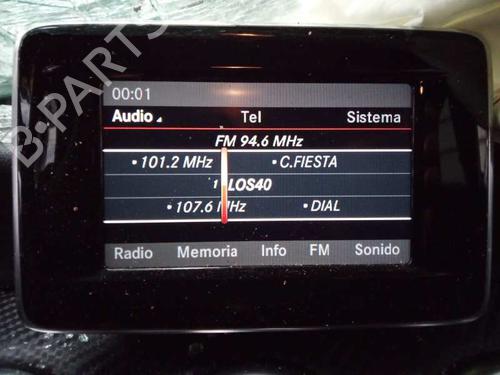 B-PARTS
00:01
Audio Tel Sistema
FM 94.6 MHz
• 101.2 MHz • C.FIESTA
1 LOS40
• 107.6 MHz • DIAL
Radio Memoria Info FM Sonido